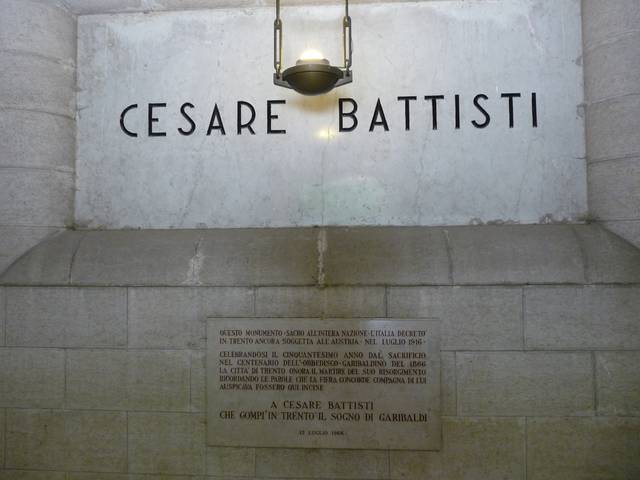 CESARE BATTISTI
QUESTO MONUMENTO · SACRO ALL'INTERA NAZIONE · L'ITALIA DECRETO'
IN TRENTO ANCORA SOGGETTA ALL'AUSTRIA · NEL LUGLIO 1916 ·
CELEBRANDOSI IL CINQUANTESIMO ANNO DAL SACRIFICIO
NEL CENTENARIO DELL'OBBEDISCO GARIBALDINO DEL 1866
LA CITTA' DI TRENTO ONORA IL MARTIRE DEL SUO RISORGIMENTO
RICORDANDO LE PAROLE CHE LA FIERA CONCORDE COMPAGNA DI LUI
AUSPICAVA FOSSERO QUI INCISE
A CESARE BATTISTI
CHE COMPI' IN TRENTO IL SOGNO DI GARIBALDI
12 LUGLIO 1966 ·